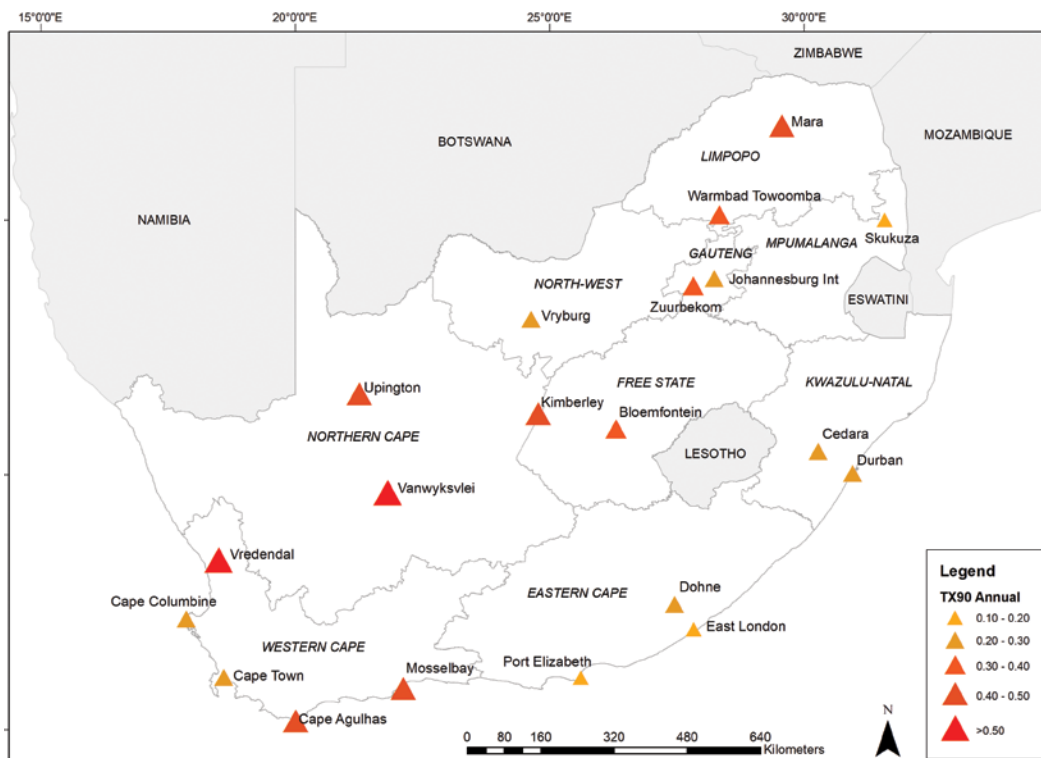 15°0'0"E
20°0'0"E
25°0'0"E
30°0'0"E
ZIMBABWE
Mara
MOZAMBIQUE
BOTSWANA
LIMPOPO
Warmbad Towoomba
NAMIBIA
MPUMALANGA
Skukuza
GAUTENG
Johannesburg Int
NORTH-WEST
Zuurbekom
ESWATINI
Vryburg
Upington
FREE STATE
KWAZULU-NATAL
Kimberley
Bloemfontein
NORTHERN CAPE
Cedara
LESOTHO
Durban
Vanwyksvlei
Vredendal
Legend
TX90 Annual
0.10 - 0.20
0.20 - 0.30
0.30 - 0.40
0.40 - 0.50
>0.50
EASTERN CAPE
Dohne
Cape Columbine
East London
WESTERN CAPE
Mosselbay
Port Elizabeth
Cape Town
Cape Agulhas
N
0 80 160 320 480 640
Kilometers